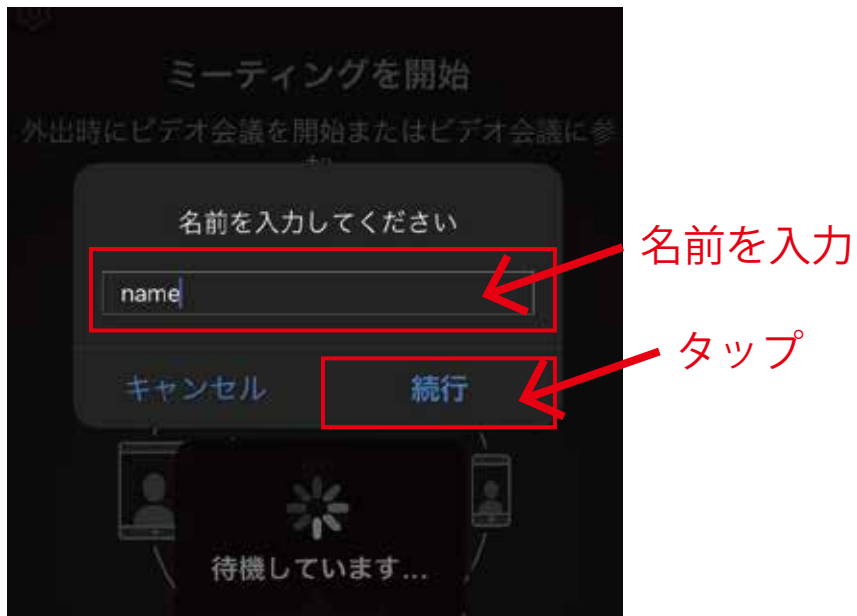 ミーティングを開始
外出時にビデオ会議を開始またはビデオ会議に参
名前を入力してください
name
名前を入力
タップ
キャンセル
続行
待機しています...